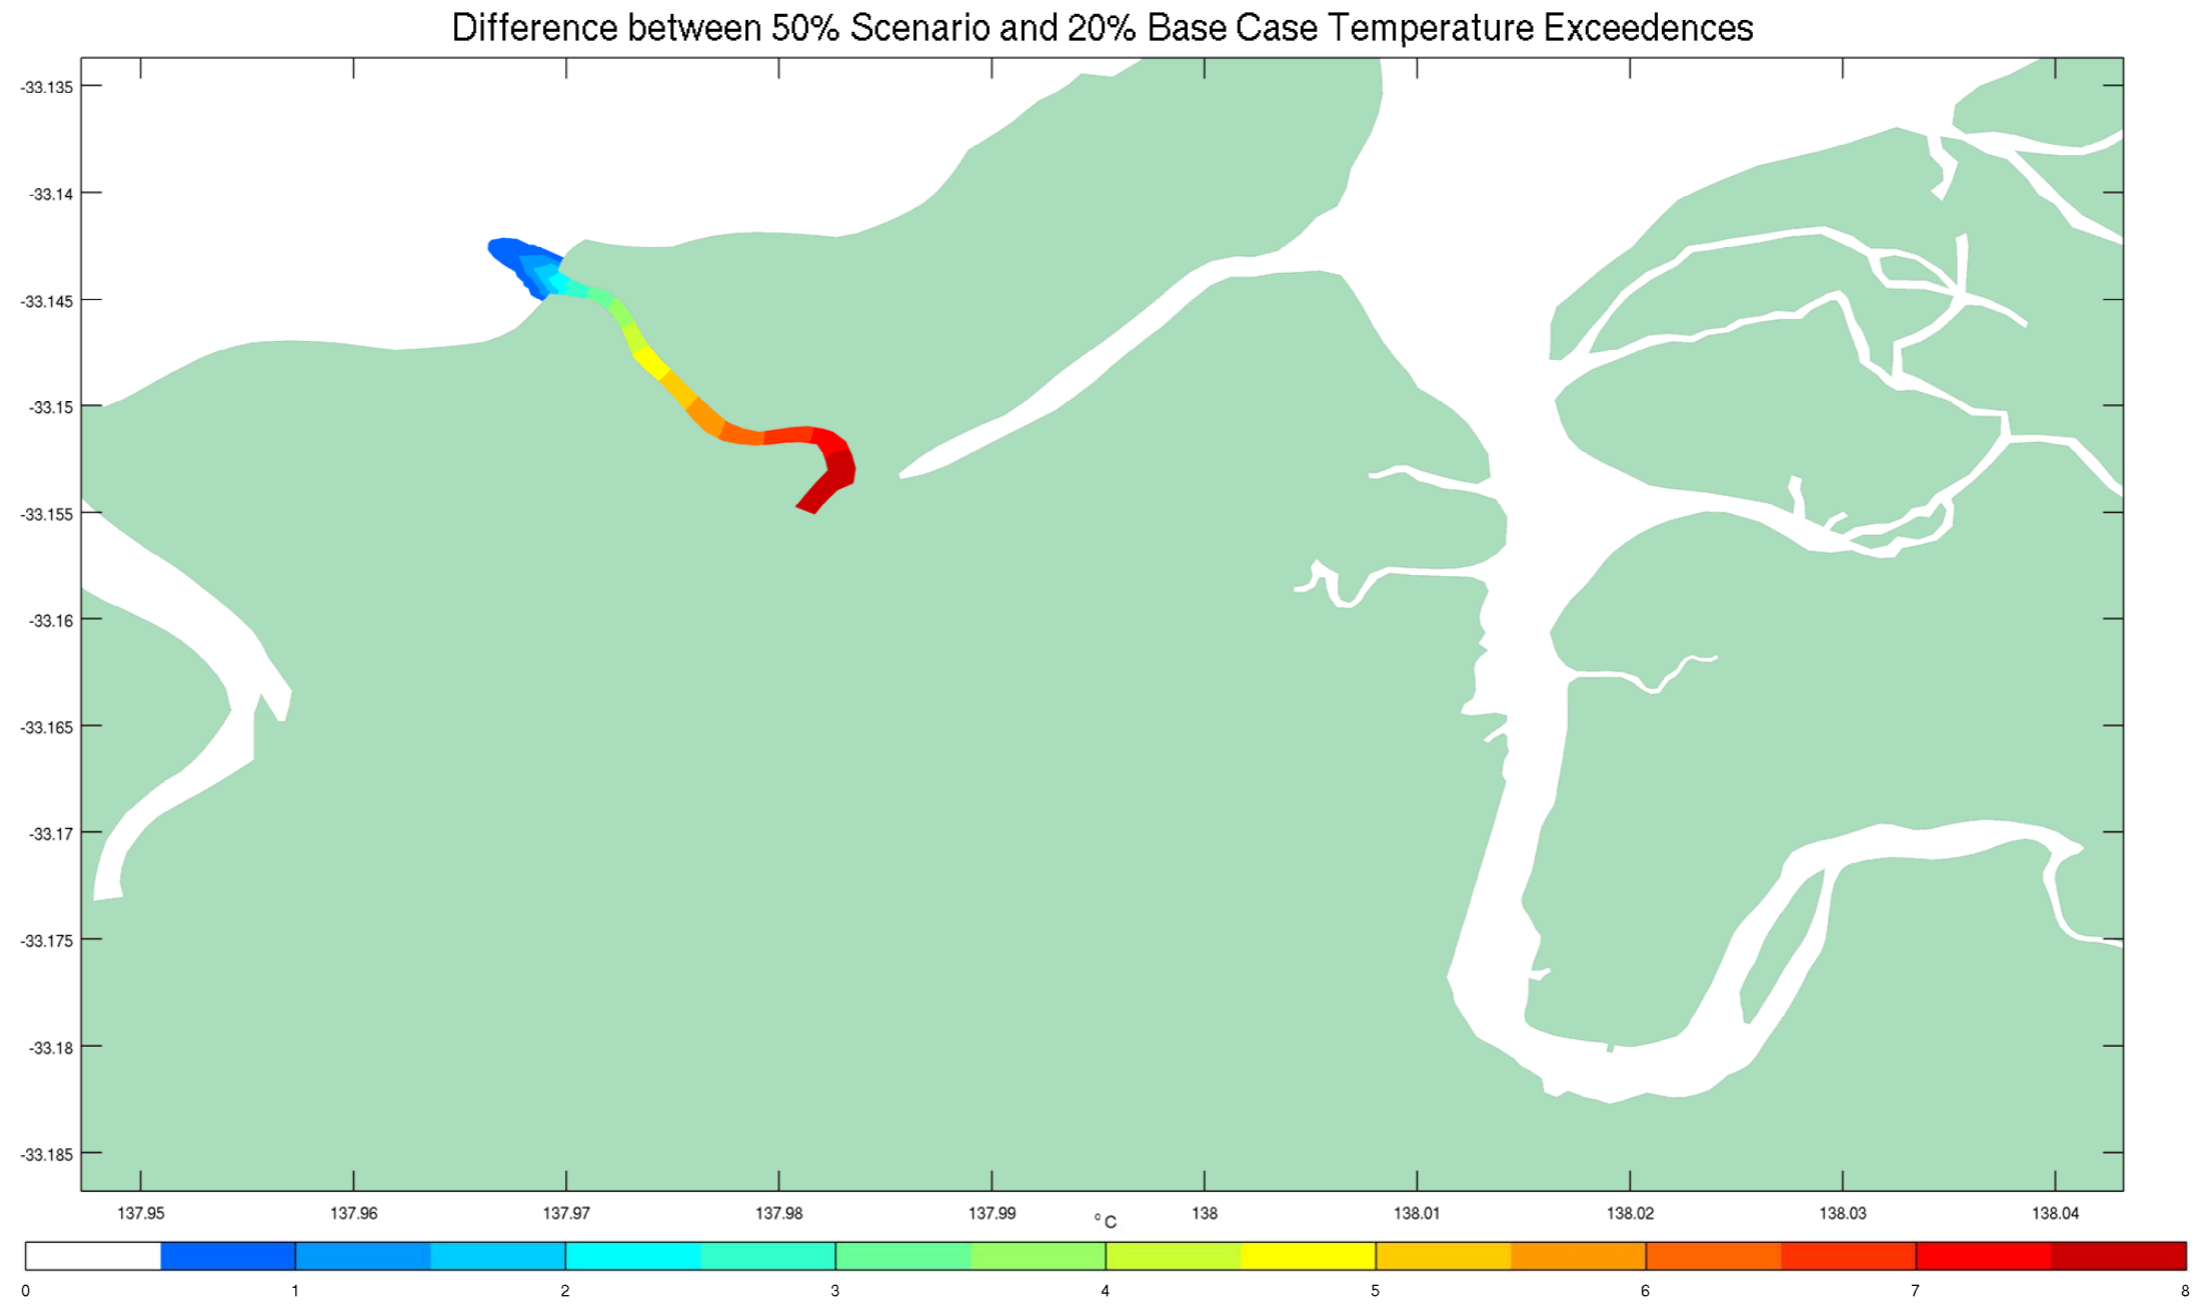 Difference between 50% Scenario and 20% Base Case Temperature Exceedences
-33.135
-33.14
-33.145
-33.15
-33.155
-33.16
-33.165
-33.17
-33.175
-33.18
-33.185
137.95 137.96 137.97 137.98 137.99 138 138.01 138.02 138.03 138.04
°C
0 1 2 3 4 5 6 7 8